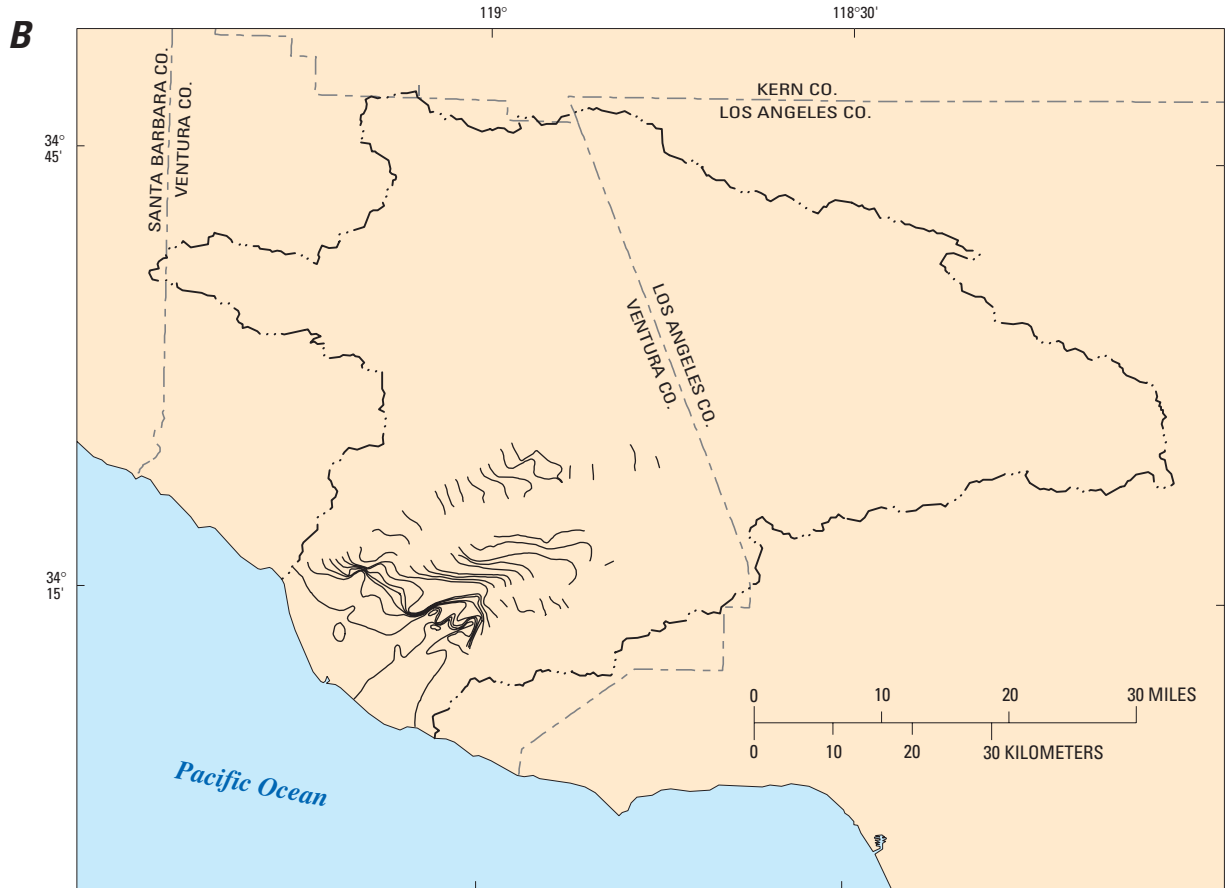 B
119°
118°30'
SANTA BARBARA CO.
VENTURA CO.
KERN CO.
LOS ANGELES CO.
34°
45'
LOS ANGELES CO.
VENTURA CO.
34°
15'
0
10
20
30 MILES
0
10
20
30 KILOMETERS
Pacific Ocean